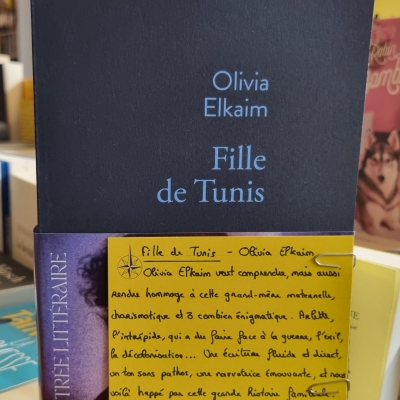 Olivia
Elkaim
Fille
de Tunis
TRÉE LITTÉRAIRE
Fille de Tunis - Olivia Elkaim
Olivia Elkaim veut comprendre, mais aussi
rendre hommage à cette grand-mère maternelle,
charismatique et ô combien énigmatique. Arlette,
l'intrépide, qui a du faire face à la guerre, l'exil,
la décolonisation... Une écriture fluide et direct,
un ton sans pathos, une narratrice émouvante, et nous
voilà happé par cette grande histoire familiale.